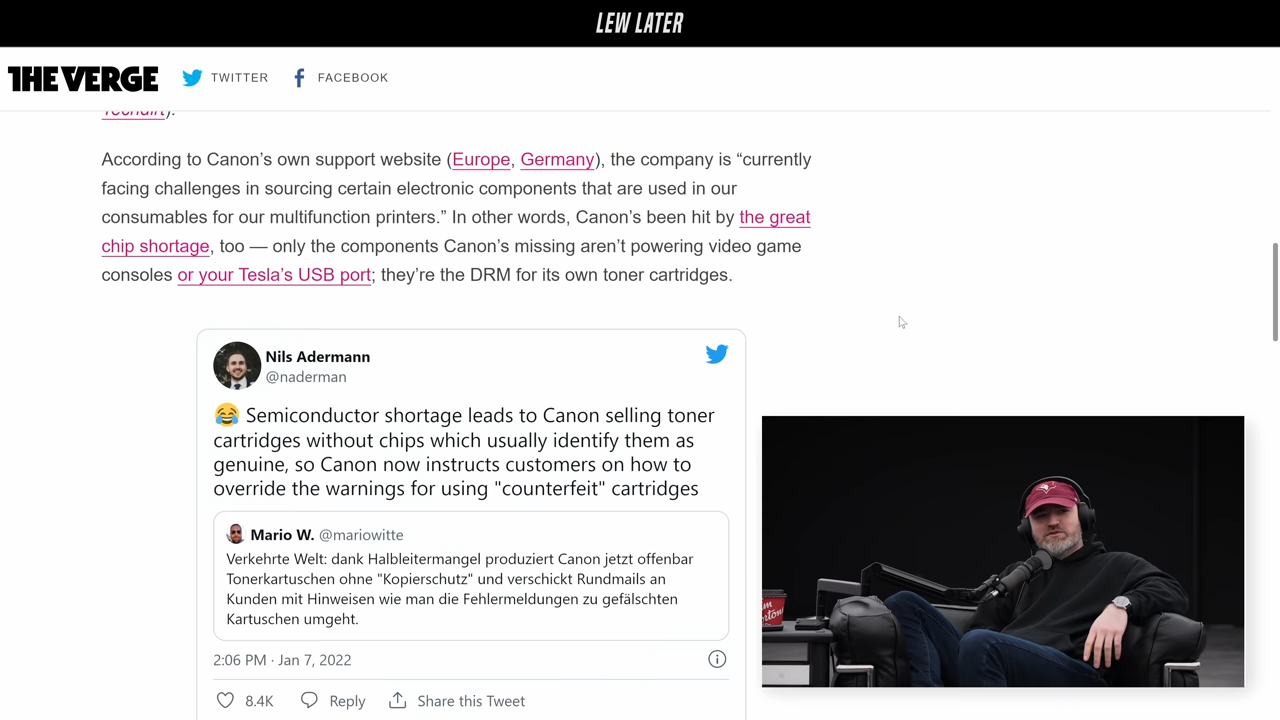 LEW LATER
THE VERGE TWITTER FACEBOOK
Techdirt).
According to Canon’s own support website (Europe, Germany), the company is “currently
facing challenges in sourcing certain electronic components that are used in our
consumables for our multifunction printers.” In other words, Canon’s been hit by the great
chip shortage, too — only the components Canon’s missing aren’t powering video game
consoles or your Tesla’s USB port; they’re the DRM for its own toner cartridges.
Nils Adermann
@naderman
😂 Semiconductor shortage leads to Canon selling toner
cartridges without chips which usually identify them as
genuine, so Canon now instructs customers on how to
override the warnings for using "counterfeit" cartridges
Mario W. @mariowitte
Verkehrte Welt: dank Halbleitermangel produziert Canon jetzt offenbar
Tonerkartuschen ohne "Kopierschutz" und verschickt Rundmails an
Kunden mit Hinweisen wie man die Fehlermeldungen zu gefälschten
Kartuschen umgeht.
2:06 PM · Jan 7, 2022
8.4K Reply Share this Tweet